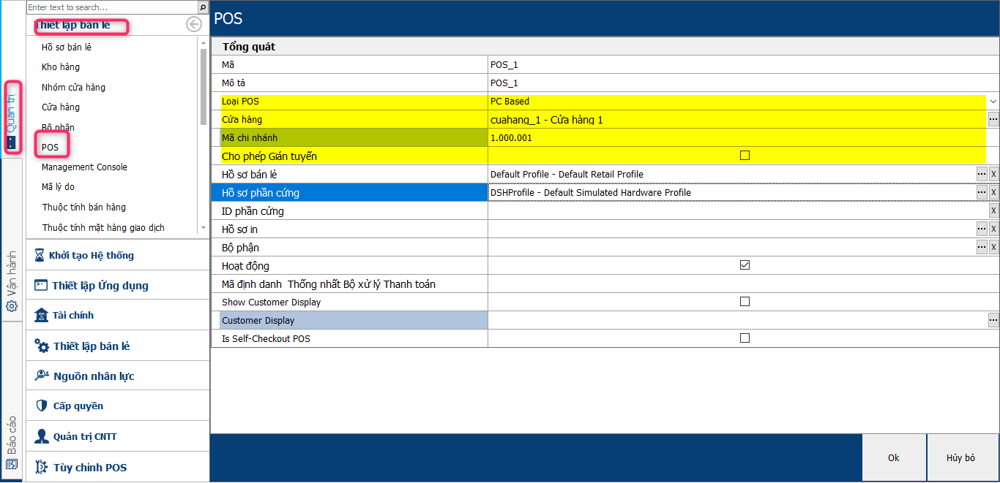 Enter text to search...
Thiết lập bán lẻ
Hồ sơ bán lẻ
Kho hàng
Nhóm cửa hàng
Cửa hàng
Bộ phận
POS
Management Console
Mã lý do
Thuộc tính bán hàng
Thuộc tính mặt hàng giao dịch
Khởi tạo Hệ thống
Thiết lập Ứng dụng
Tài chính
Thiết lập bán lẻ
Nguồn nhân lực
Cấp quyền
Quản trị CNTT
Tùy chỉnh POS
Quản trị
Vận hành
Báo cáo
POS
Tổng quát
Mã POS_1
Mô tả POS_1
Loại POS PC Based
Cửa hàng cuahang_1 - Cửa hàng 1 ...
Mã chi nhánh 1.000.001
Cho phép Gián tuyến
Hồ sơ bán lẻ Default Profile - Default Retail Profile ... X
Hồ sơ phần cứng DSHProfile - Default Simulated Hardware Profile ... X
ID phần cứng X
Hồ sơ in ... X
Bộ phận ... X
Hoạt động
Mã định danh Thống nhất Bộ xử lý Thanh toán
Show Customer Display
Customer Display ...
Is Self-Checkout POS
Ok
Hủy bỏ